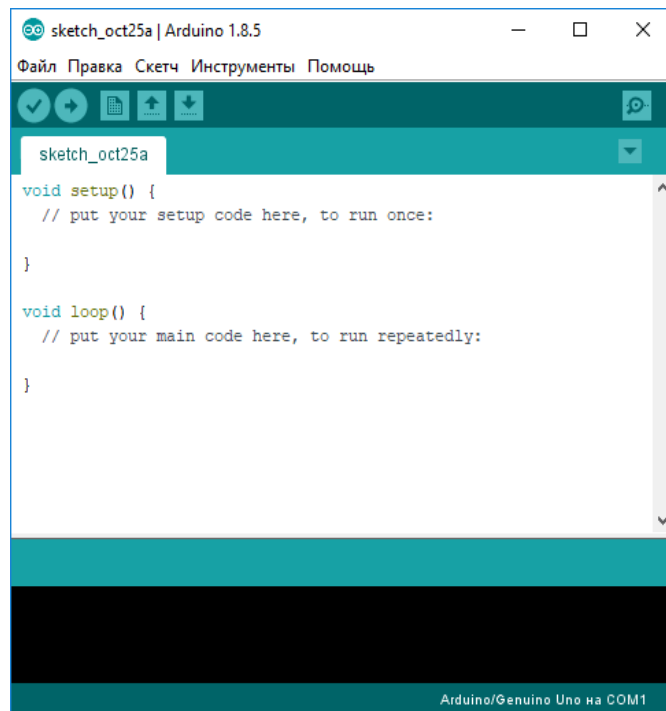 sketch_oct25a | Arduino 1.8.5
Файл Правка Скетч Инструменты Помощь
sketch_oct25a
void setup() {
  // put your setup code here, to run once:
}
void loop() {
  // put your main code here, to run repeatedly:
}
Arduino/Genuino Uno на COM1